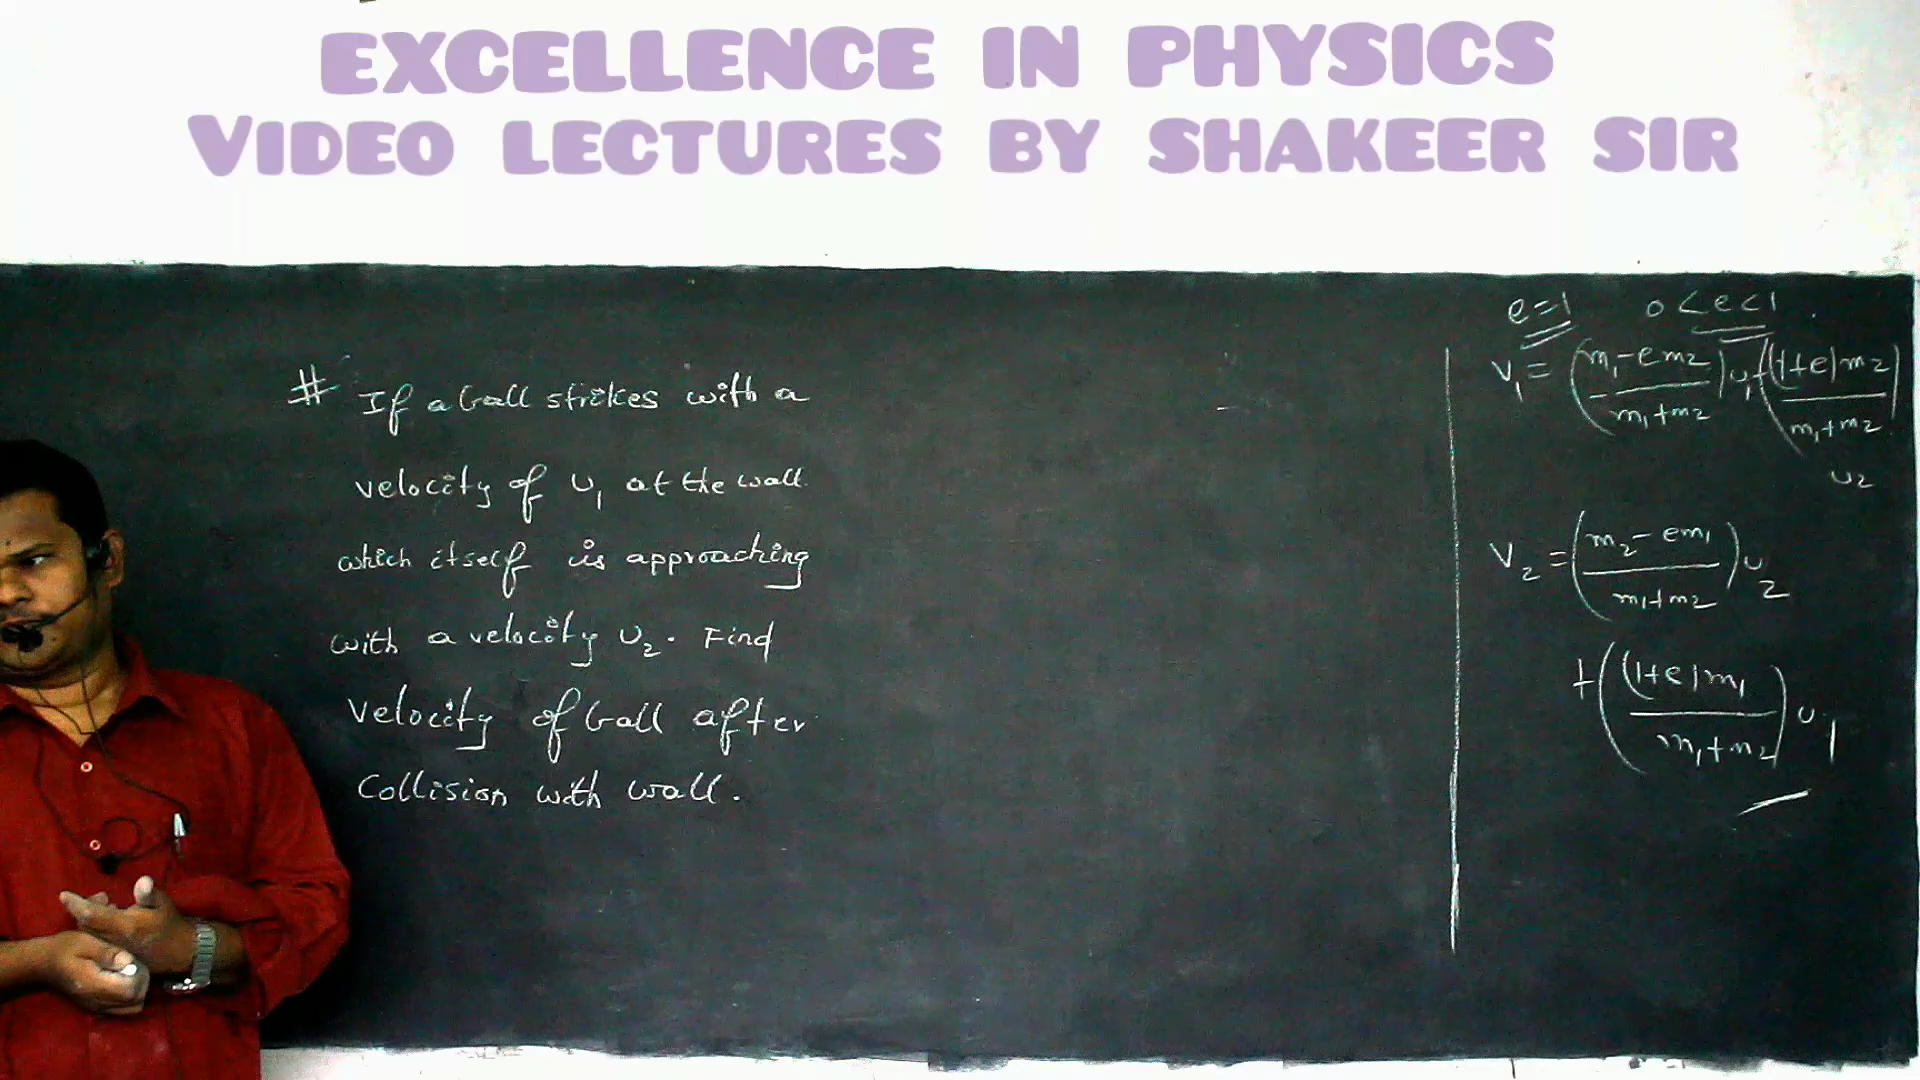 EXCELLENCE IN PHYSICS
VIDEO LECTURES BY SHAKEER SIR
# If a ball strikes with a
velocity of u₁ at the wall
which itself is approaching
with a velocity u₂. Find
velocity of ball after
Collision with wall.
e=1 0<e<1
V₁ = (m₁-em₂/m₁+m₂)u₁+((1+e)m₂/m₁+m₂)
u₂
V₂ = (m₂-em₁/m₁+m₂)u₂
+((1+e)m₁/m₁+m₂)u₁